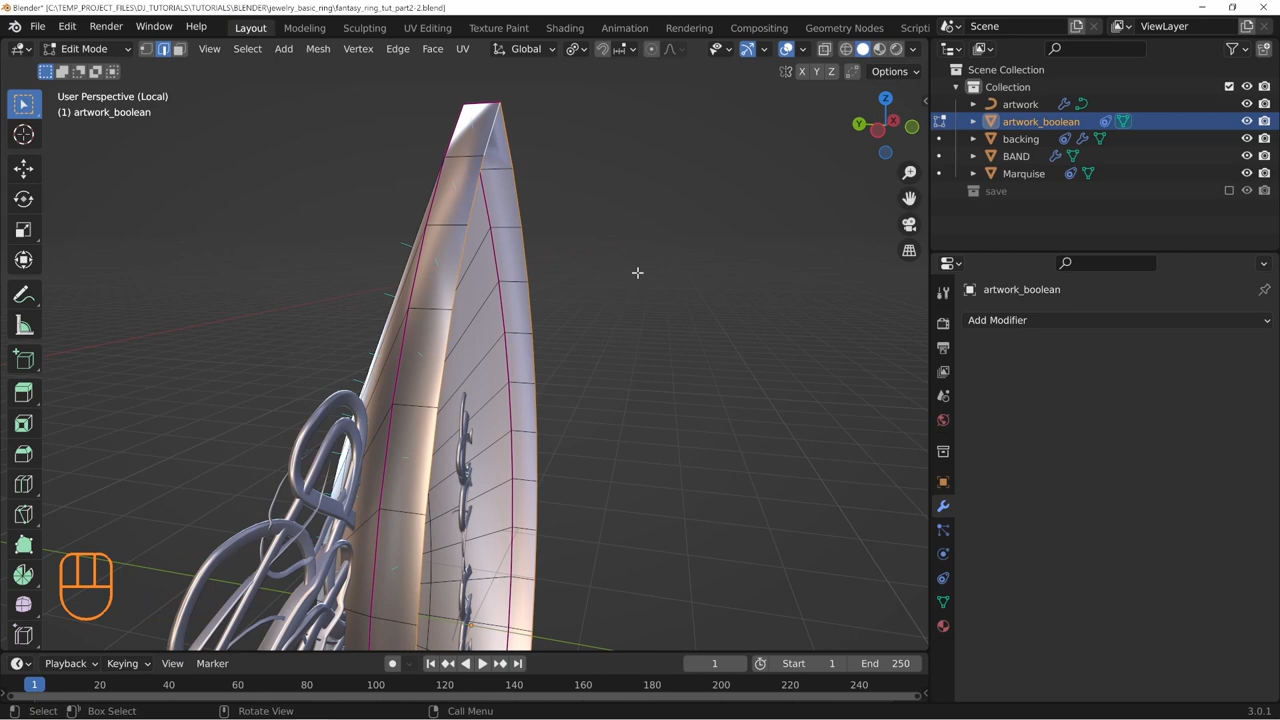 Blender* [C:\TEMP_PROJECT_FILES\DJ_TUTORIALS\TUTORIALS\BLENDER\jewelry_basic_ring\fantasy_ring_tut_part2-2.blend]
File Edit Render Window Help Layout Modeling Sculpting UV Editing Texture Paint Shading Animation Rendering Compositing Geometry Nodes Scripti Scene ViewLayer
Edit Mode View Select Add Mesh Vertex Edge Face UV Global
X Y Z Options
User Perspective (Local)
(1) artwork_boolean
Scene Collection
Collection
artwork
artwork_boolean
backing
BAND
Marquise
save
Z
Y
X
artwork_boolean
Add Modifier
Playback Keying View Marker 1 Start 1 End 250
1 20 40 60 80 100 120 140 160 180 200 220 240
Select Box Select Rotate View Call Menu 3.0.1